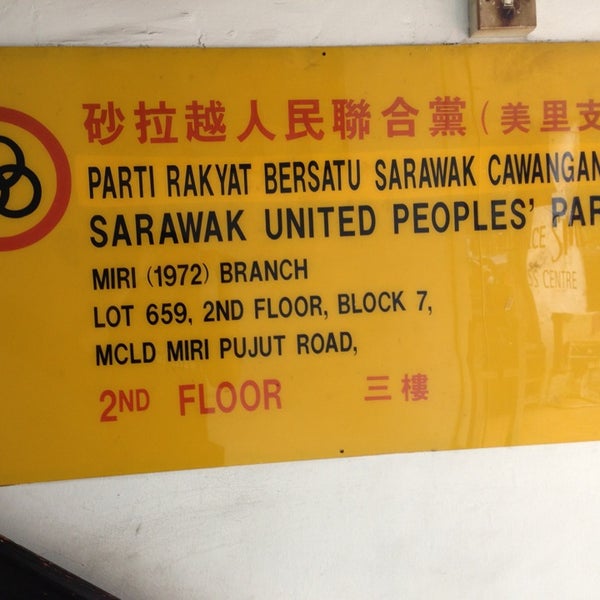 砂拉越人民聯合黨（美里支
PARTI RAKYAT BERSATU SARAWAK CAWANGAN
SARAWAK UNITED PEOPLES' PAR
MIRI (1972) BRANCH
LOT 659, 2ND FLOOR, BLOCK 7,
MCLD MIRI PUJUT ROAD,
2ND FLOOR 三樓
CENTRE